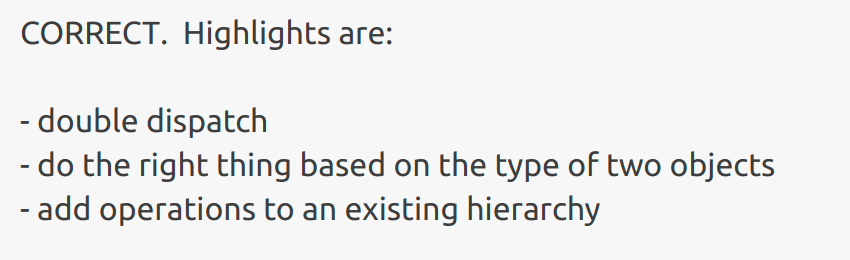 CORRECT.  Highlights are:
- double dispatch
- do the right thing based on the type of two objects
- add operations to an existing hierarchy